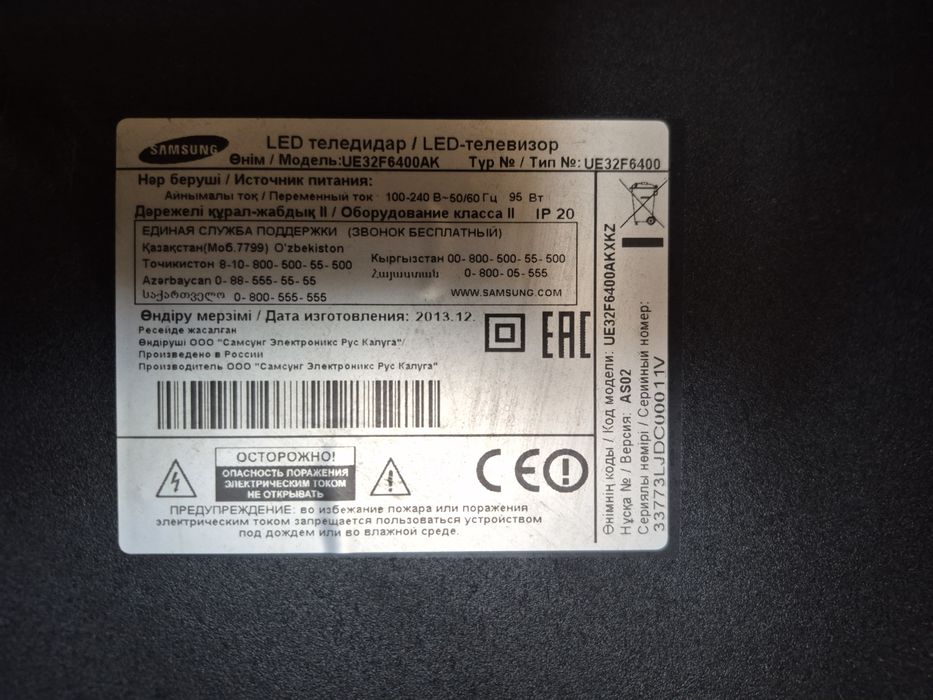 SAMSUNG
LED теледидар / LED-телевизор
Өнім / Модель:UE32F6400AK Түр № / Тип №: UE32F6400
Нәр беруші / Источник питания:
Айнымалы ток / Переменный ток 100-240 В~50/60 Гц 95 Вт
Дәрежелі құрал-жабдық II / Оборудование класса II IP 20
ЕДИНАЯ СЛУЖБА ПОДДЕРЖКИ (ЗВОНОК БЕСПЛАТНЫЙ)
Қазақстан(Моб.7799) O'zbekiston
Точикистон 8-10-800-500-55-500
Кыргызстан 00-800-500-55-500
Azərbaycan 0-88-555-55-55
Հայաստան 0-800-05-555
საქართველო 0-800-555-555
WWW.SAMSUNG.COM
Өндіру мерзімі / Дата изготовления: 2013.12.
Ресейде жасалған
Өндіруші ООО "Самсунг Электроникс Рус Калуга"/
Произведено в России
Производитель ООО "Самсунг Электроникс Рус Калуга"
EAC
ОСТОРОЖНО!
ОПАСНОСТЬ ПОРАЖЕНИЯ
ЭЛЕКТРИЧЕСКИМ ТОКОМ
НЕ ОТКРЫВАТЬ
CE
ПРЕДУПРЕЖДЕНИЕ: во избежание пожара или поражения
электрическим током запрещается пользоваться устройством
под дождем или во влажной среде.
Өнімнің коды / Код модели: UE32F6400AKXKZ
Нұсқа № / Версия: AS02
Сериялы нөмірі / Серийный номер:
33773LJDC00011V